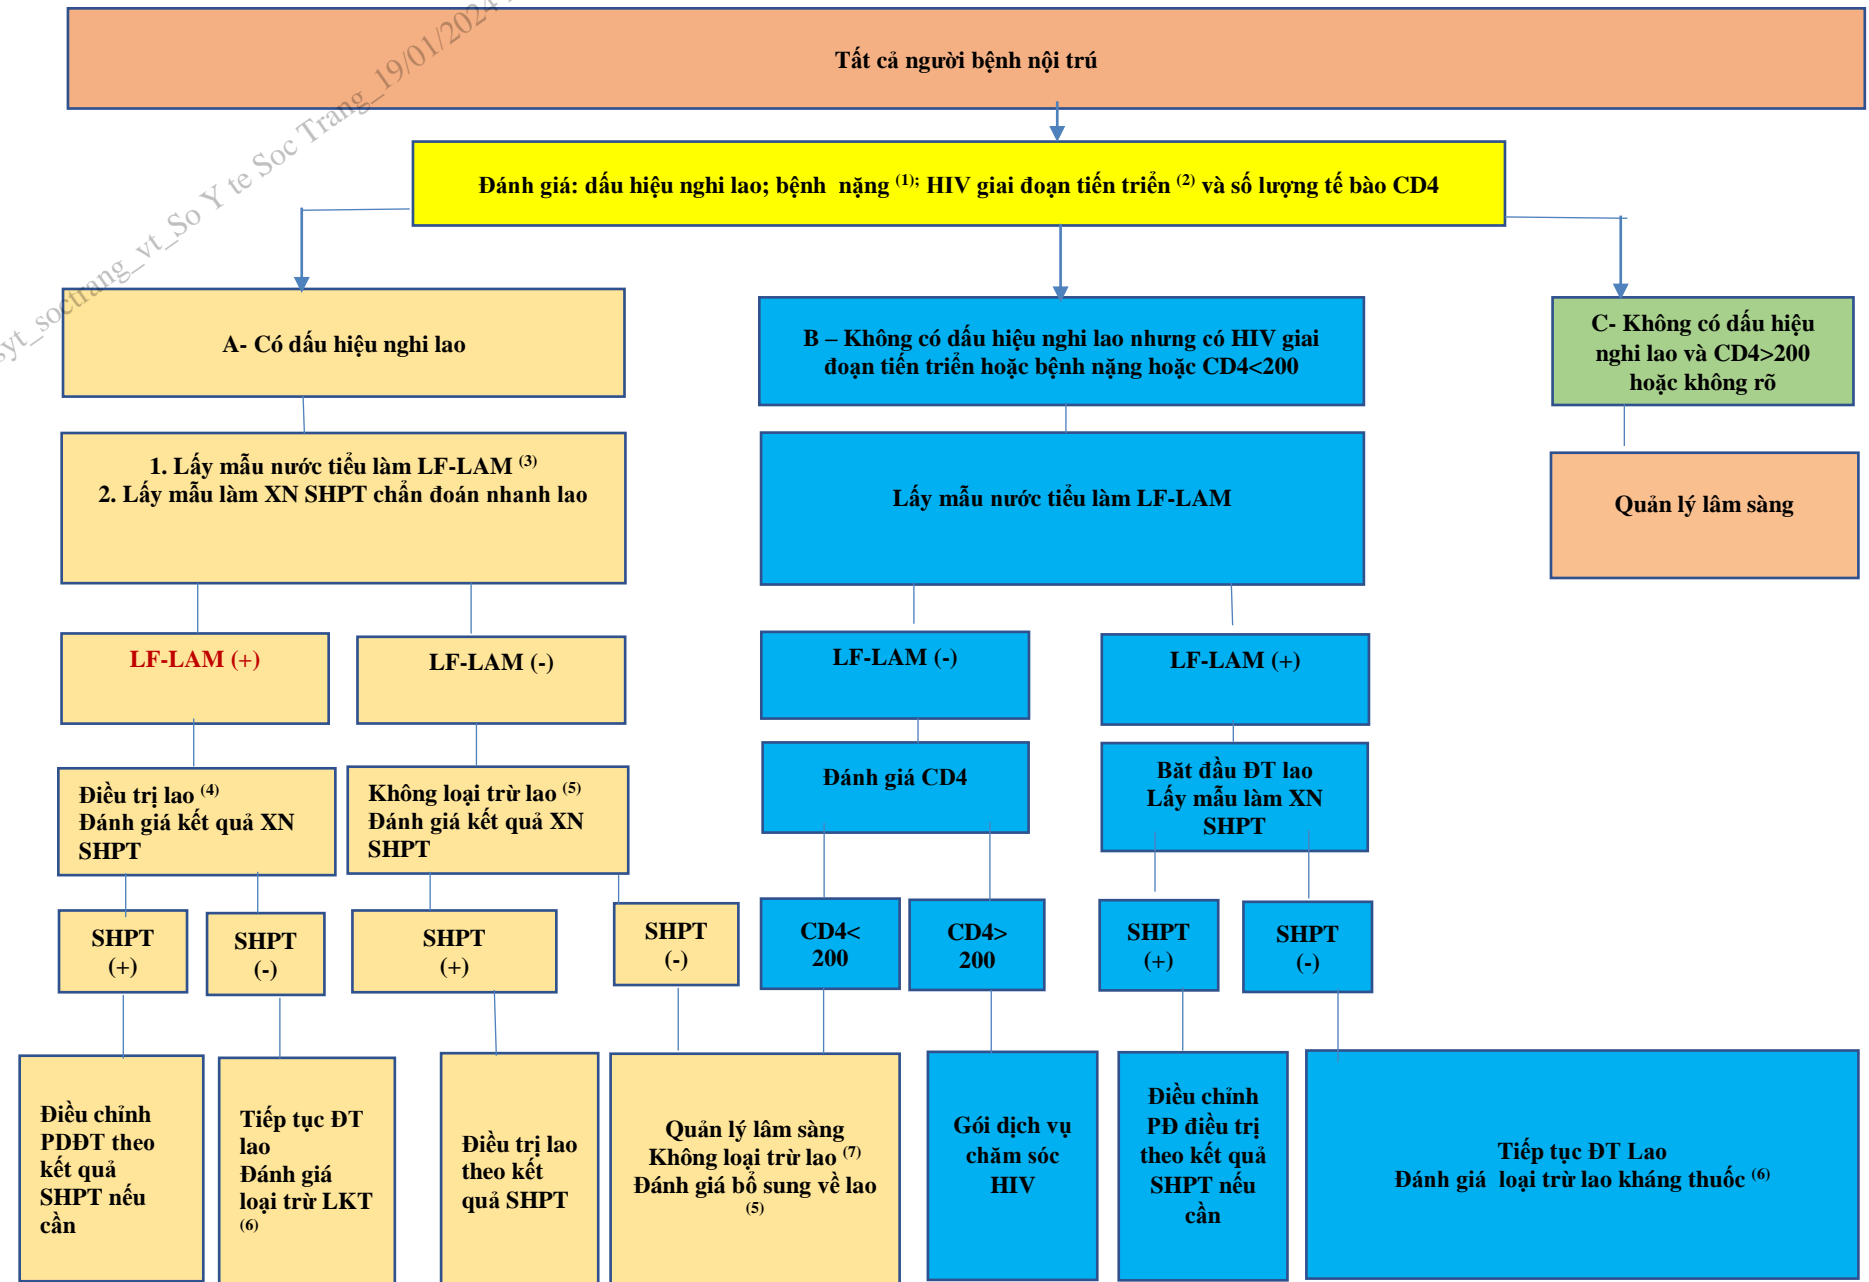 Tất cả người bệnh nội trú
syt_soctrang_vt_So Y te Soc Trang_19/01/2024
Đánh giá: dấu hiệu nghi lao; bệnh nặng (1); HIV giai đoạn tiến triển (2) và số lượng tế bào CD4
A- Có dấu hiệu nghi lao
B – Không có dấu hiệu nghi lao nhưng có HIV giai
đoạn tiến triển hoặc bệnh nặng hoặc CD4<200
C- Không có dấu hiệu
nghi lao và CD4>200
hoặc không rõ
1. Lấy mẫu nước tiểu làm LF-LAM (3)
2. Lấy mẫu làm XN SHPT chẩn đoán nhanh lao
Lấy mẫu nước tiểu làm LF-LAM
Quản lý lâm sàng
LF-LAM (+)
LF-LAM (-)
LF-LAM (-)
LF-LAM (+)
Điều trị lao (4)
Đánh giá kết quả XN
SHPT
Không loại trừ lao (5)
Đánh giá kết quả XN
SHPT
Đánh giá CD4
Băt đầu ĐT lao
Lấy mẫu làm XN
SHPT
SHPT
(+)
SHPT
(-)
SHPT
(+)
SHPT
(-)
CD4<
200
CD4>
200
SHPT
(+)
SHPT
(-)
Điều chỉnh
PDĐT theo
kết quả
SHPT nếu
cần
Tiếp tục ĐT
lao
Đánh giá
loại trừ LKT
(6)
Điều trị lao
theo kết
quả SHPT
Quản lý lâm sàng
Không loại trừ lao (7)
Đánh giá bổ sung về lao
(5)
Gói dịch vụ
chăm sóc
HIV
Điều chỉnh
PĐ điều trị
theo kết quả
SHPT nếu
cần
Tiếp tục ĐT Lao
Đánh giá loại trừ lao kháng thuốc (6)